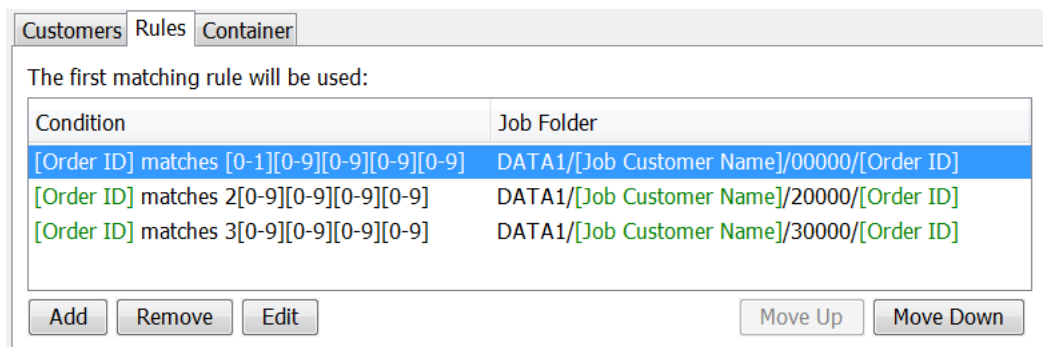 Customers Rules Container
The first matching rule will be used:
Condition Job Folder
[Order ID] matches [0-1][0-9][0-9][0-9][0-9] DATA1/[Job Customer Name]/00000/[Order ID]
[Order ID] matches 2[0-9][0-9][0-9][0-9] DATA1/[Job Customer Name]/20000/[Order ID]
[Order ID] matches 3[0-9][0-9][0-9][0-9] DATA1/[Job Customer Name]/30000/[Order ID]
Add Remove Edit Move Up Move Down